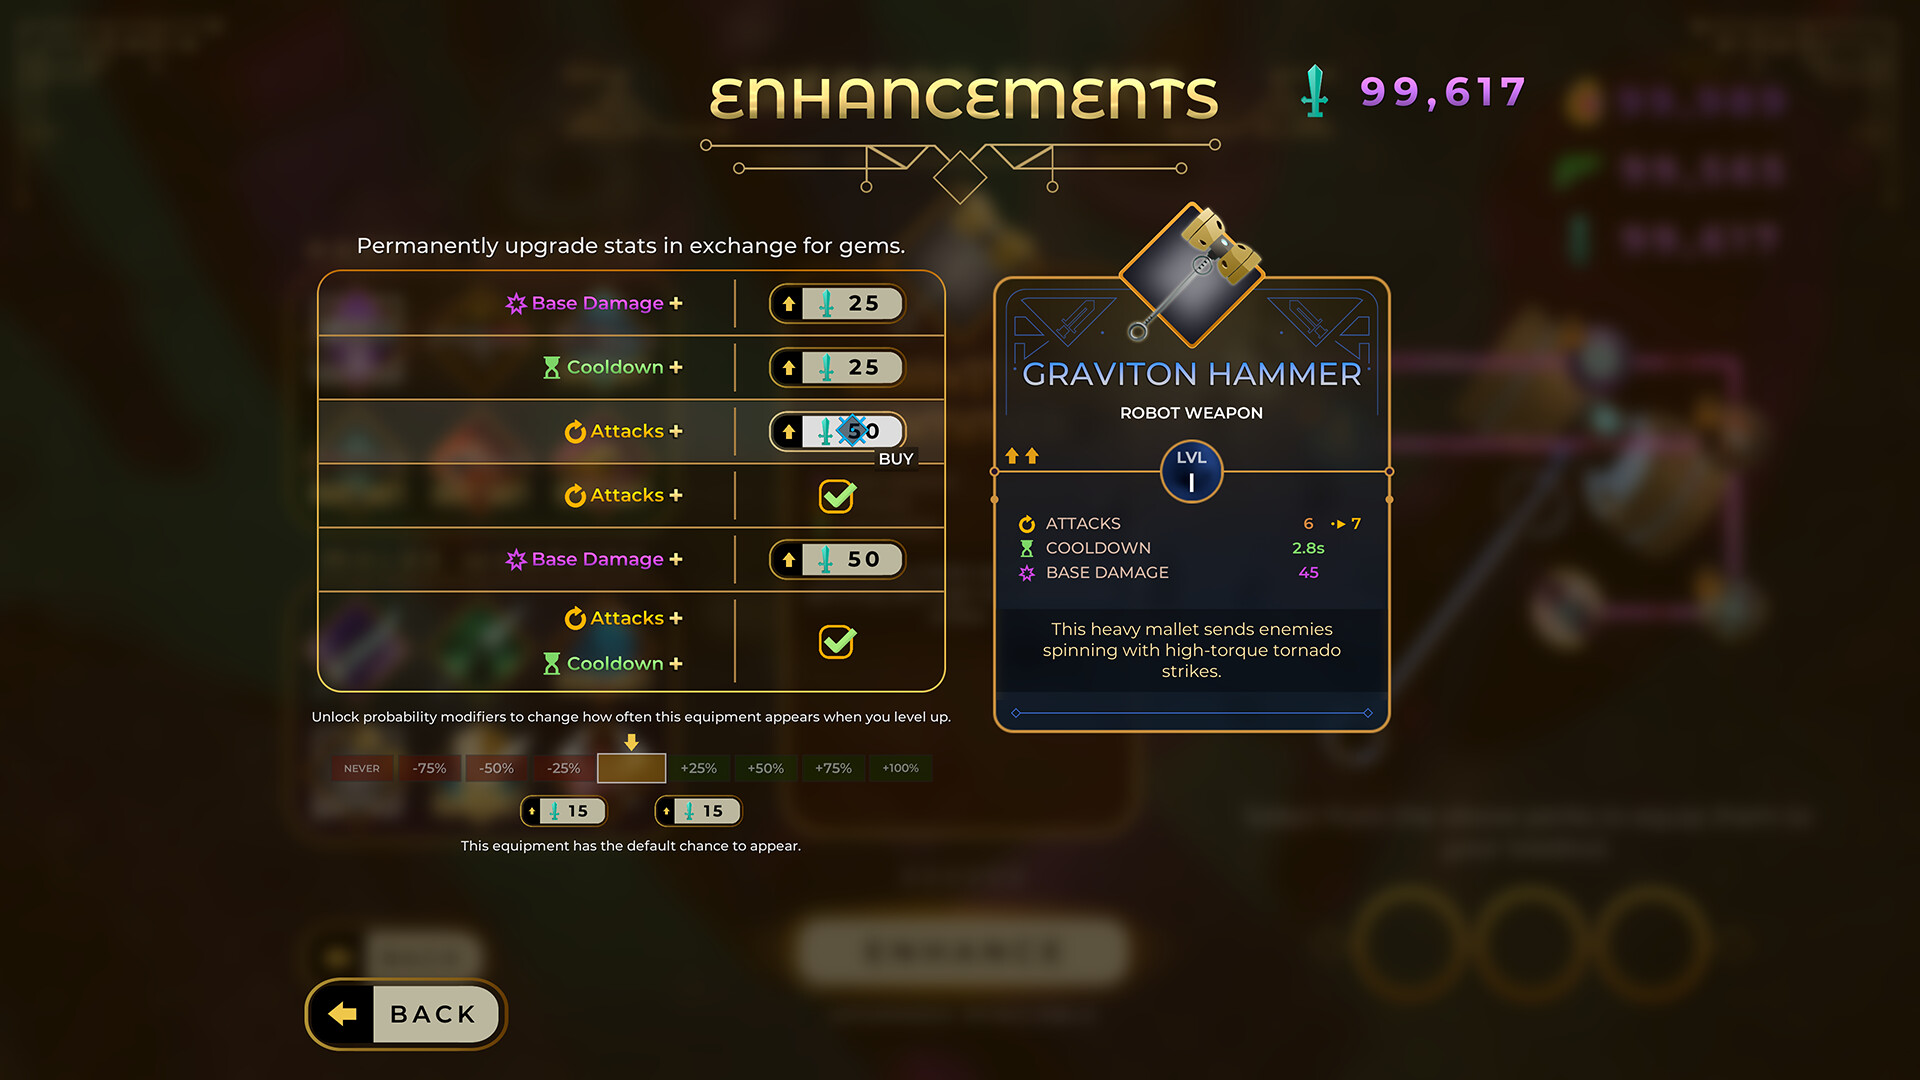 ENHANCEMENTS
99,617
Permanently upgrade stats in exchange for gems.
Base Damage +
25
Cooldown +
25
Attacks +
50
BUY
Attacks +
Base Damage +
50
Attacks +
Cooldown +
Unlock probability modifiers to change how often this equipment appears when you level up.
NEVER -75% -50% -25% +25% +50% +75% +100%
15 15
This equipment has the default chance to appear.
GRAVITON HAMMER
ROBOT WEAPON
LVL
I
ATTACKS 6 7
COOLDOWN 2.8s
BASE DAMAGE 45
This heavy mallet sends enemies
spinning with high-torque tornado
strikes.
ENHANCE
BACK